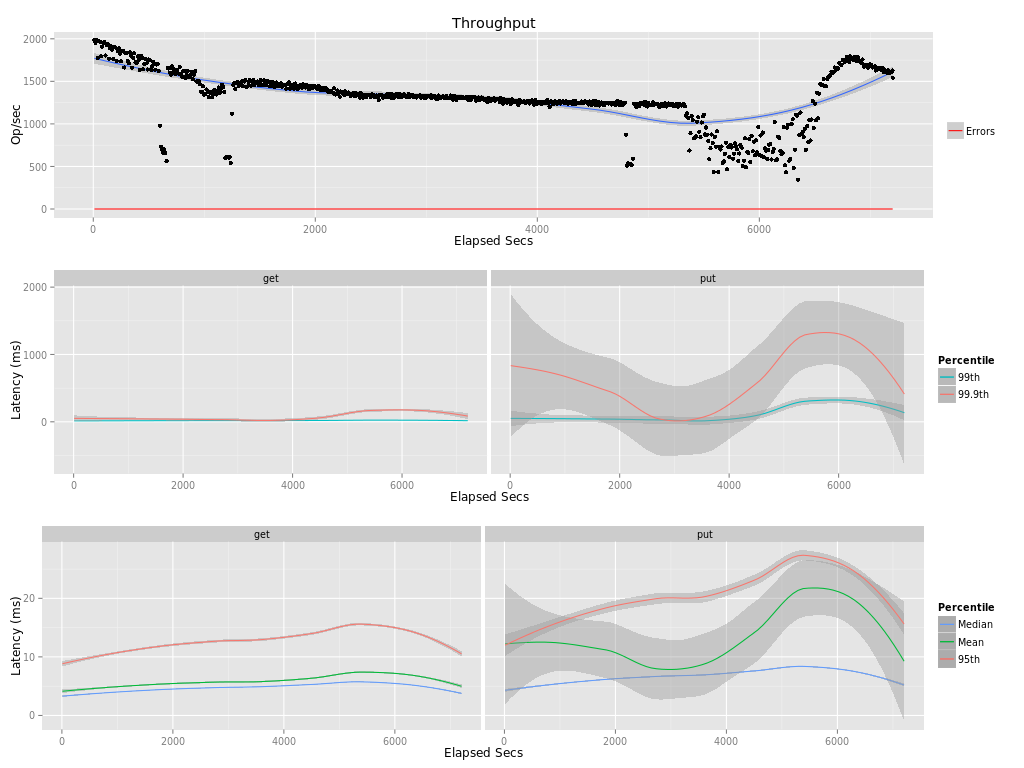 Throughput
2000
1500
1000
500
0
Op/sec
0 2000 4000 6000
Elapsed Secs
Errors
get put
2000
1000
0
Latency (ms)
0 2000 4000 6000 0 2000 4000 6000
Elapsed Secs
Percentile
99th
99.9th
get put
20
10
0
Latency (ms)
0 2000 4000 6000 0 2000 4000 6000
Elapsed Secs
Percentile
Median
Mean
95th